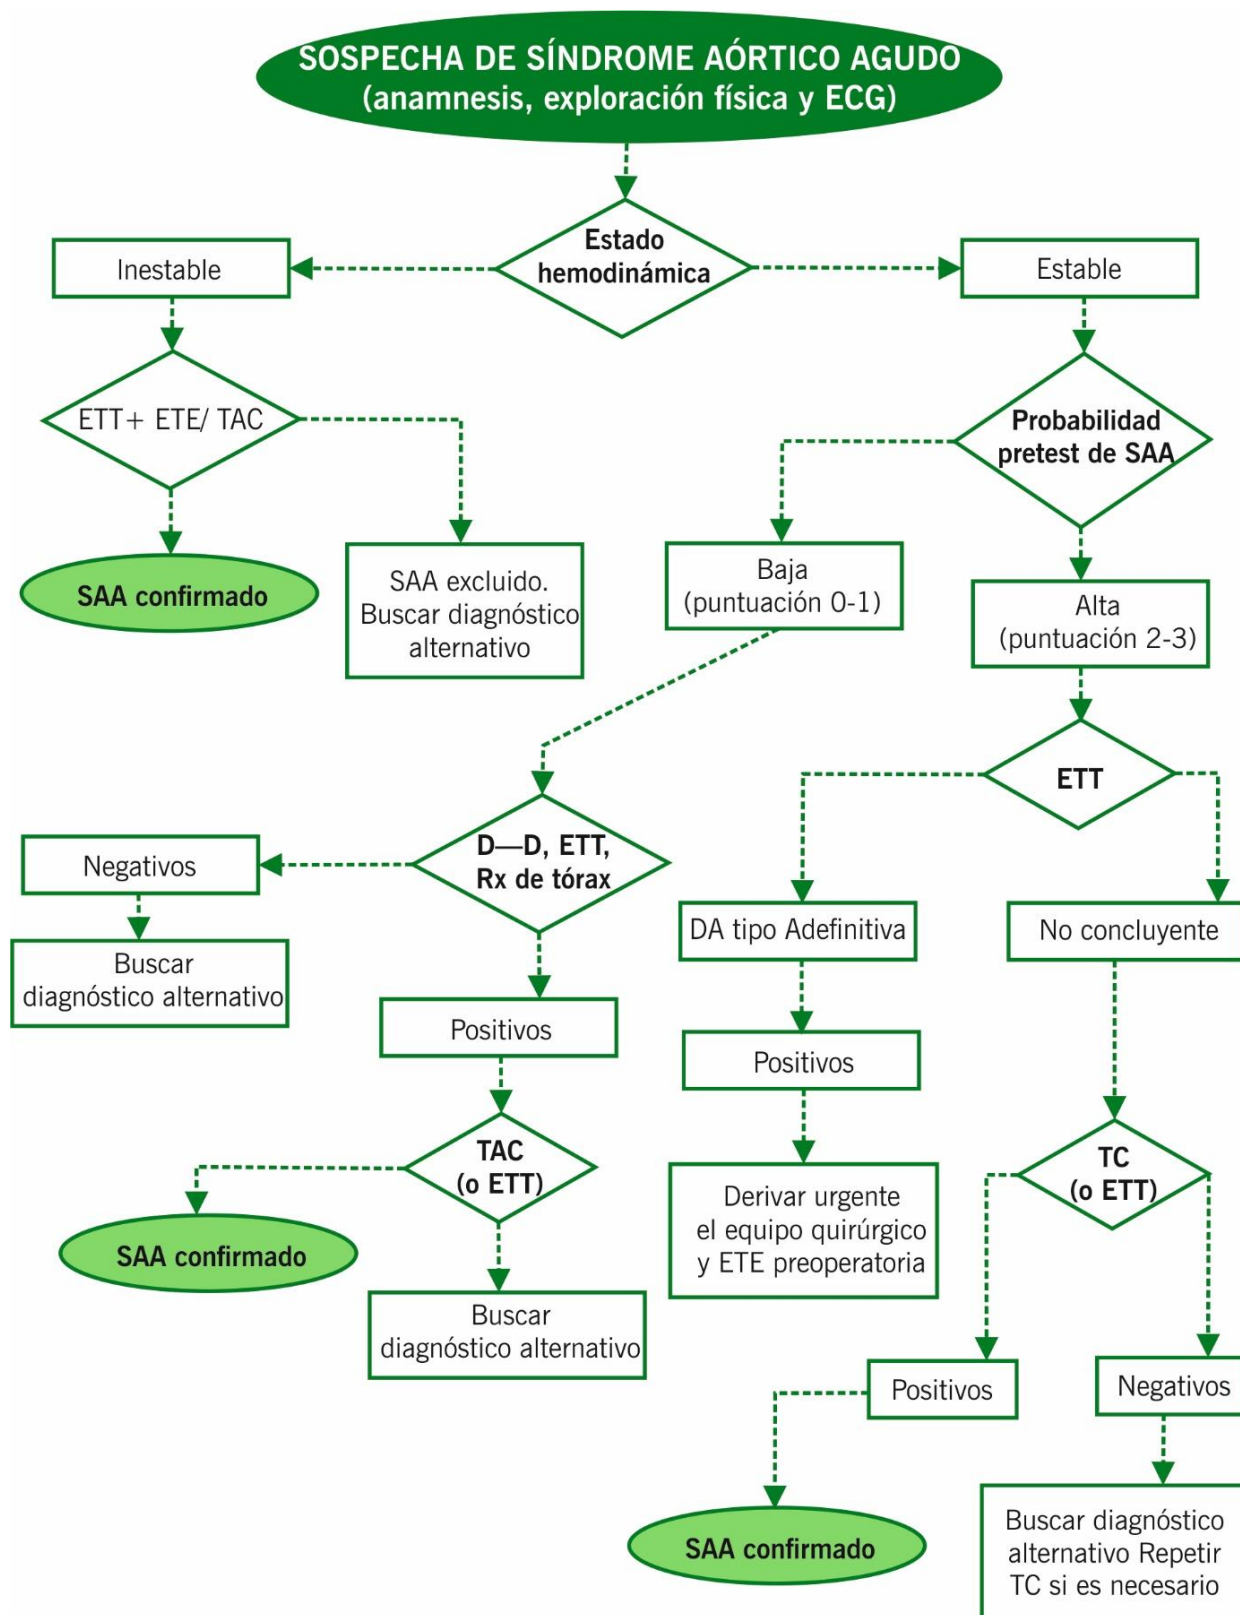 SOSPECHA DE SÍNDROME AÓRTICO AGUDO
(anamnesis, exploración física y ECG)
Estado
hemodinámica
Inestable
Estable
ETT+ ETE/ TAC
Probabilidad
pretest de SAA
SAA confirmado
SAA excluido.
Buscar diagnóstico
alternativo
Baja
(puntuación 0-1)
Alta
(puntuación 2-3)
ETT
D—D, ETT,
Rx de tórax
Negativos
Buscar
diagnóstico alternativo
Positivos
DA tipo Adefinitiva
No concluyente
Positivos
TAC
(o ETT)
SAA confirmado
Buscar
diagnóstico alternativo
Derivar urgente
el equipo quirúrgico
y ETE preoperatoria
TC
(o ETT)
Positivos
Negativos
SAA confirmado
Buscar diagnóstico
alternativo Repetir
TC si es necesario